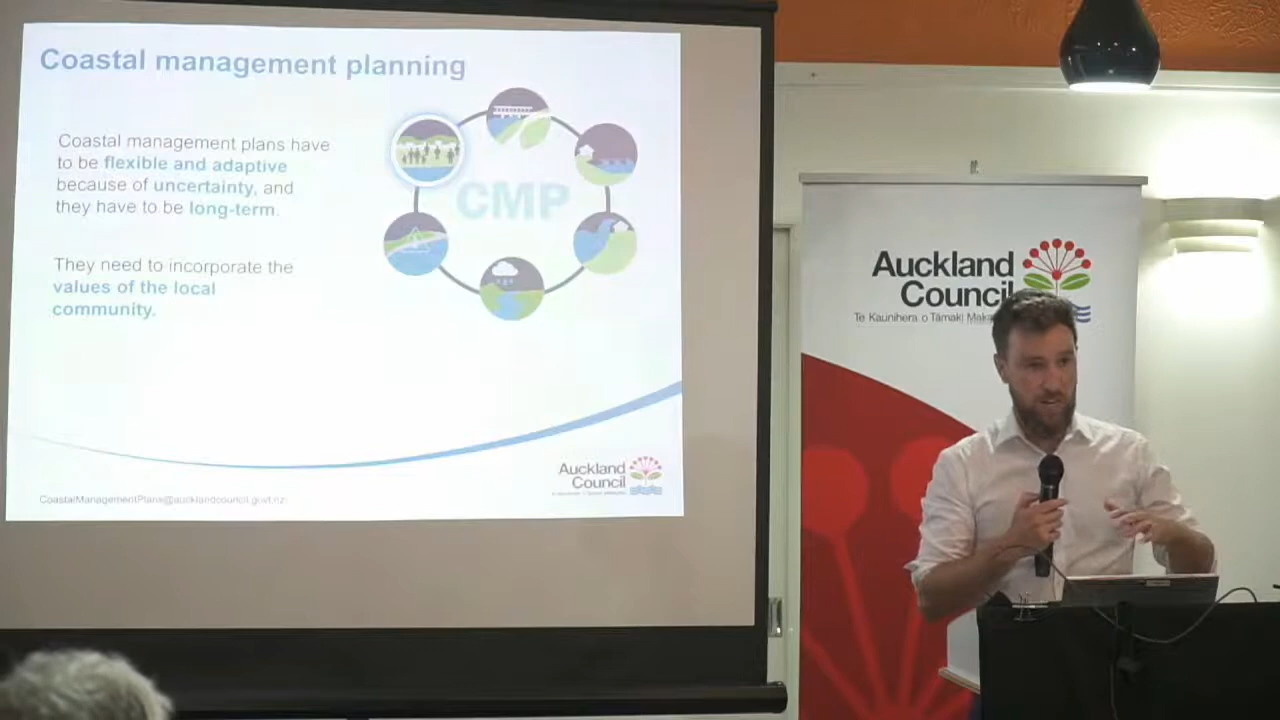 Coastal management planning
Coastal management plans have
to be flexible and adaptive
because of uncertainty, and
they have to be long-term.
They need to incorporate the
values of the local
community.
CMP
CoastalManagementPlans@aucklandcouncil.govt.nz
Auckland
Council
Auckland
Council
Te Kaunihera o Tāmaki